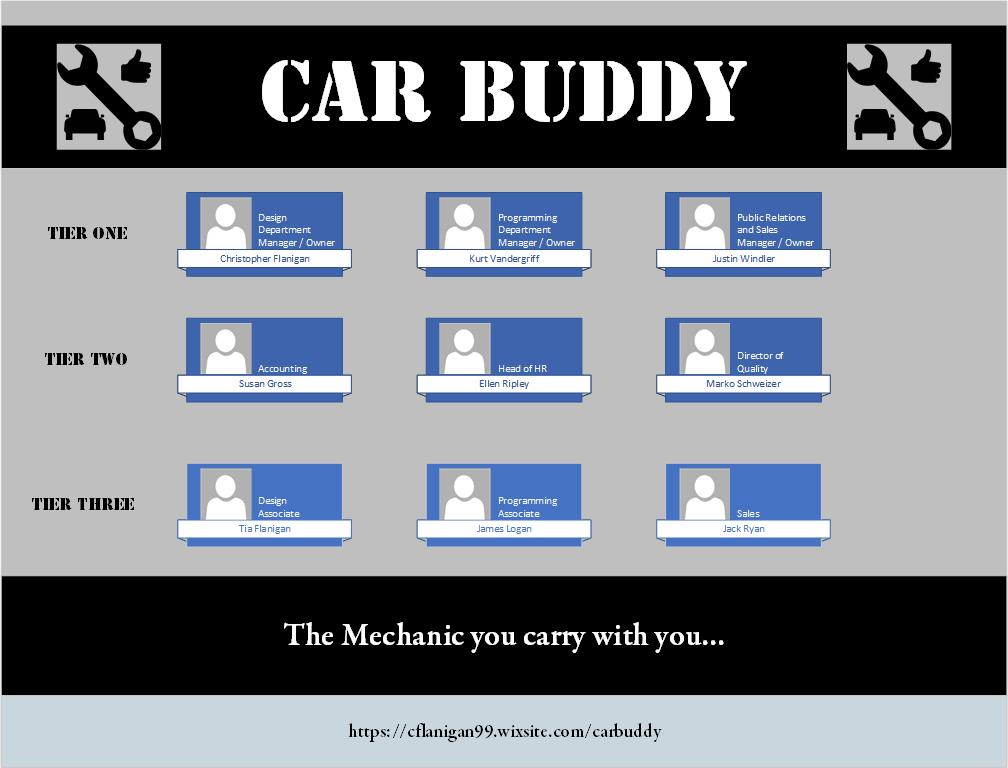 CAR BUDDY
TIER ONE
Design
Department
Manager / Owner
Christopher Flanigan
Programming
Department
Manager / Owner
Kurt Vandergriff
Public Relations
and Sales
Manager / Owner
Justin Windler
TIER TWO
Accounting
Susan Gross
Head of HR
Ellen Ripley
Director of
Quality
Marko Schweizer
TIER THREE
Design
Associate
Tia Flanigan
Programming
Associate
James Logan
Sales
Jack Ryan
The Mechanic you carry with you...
https://cflanigan99.wixsite.com/carbuddy